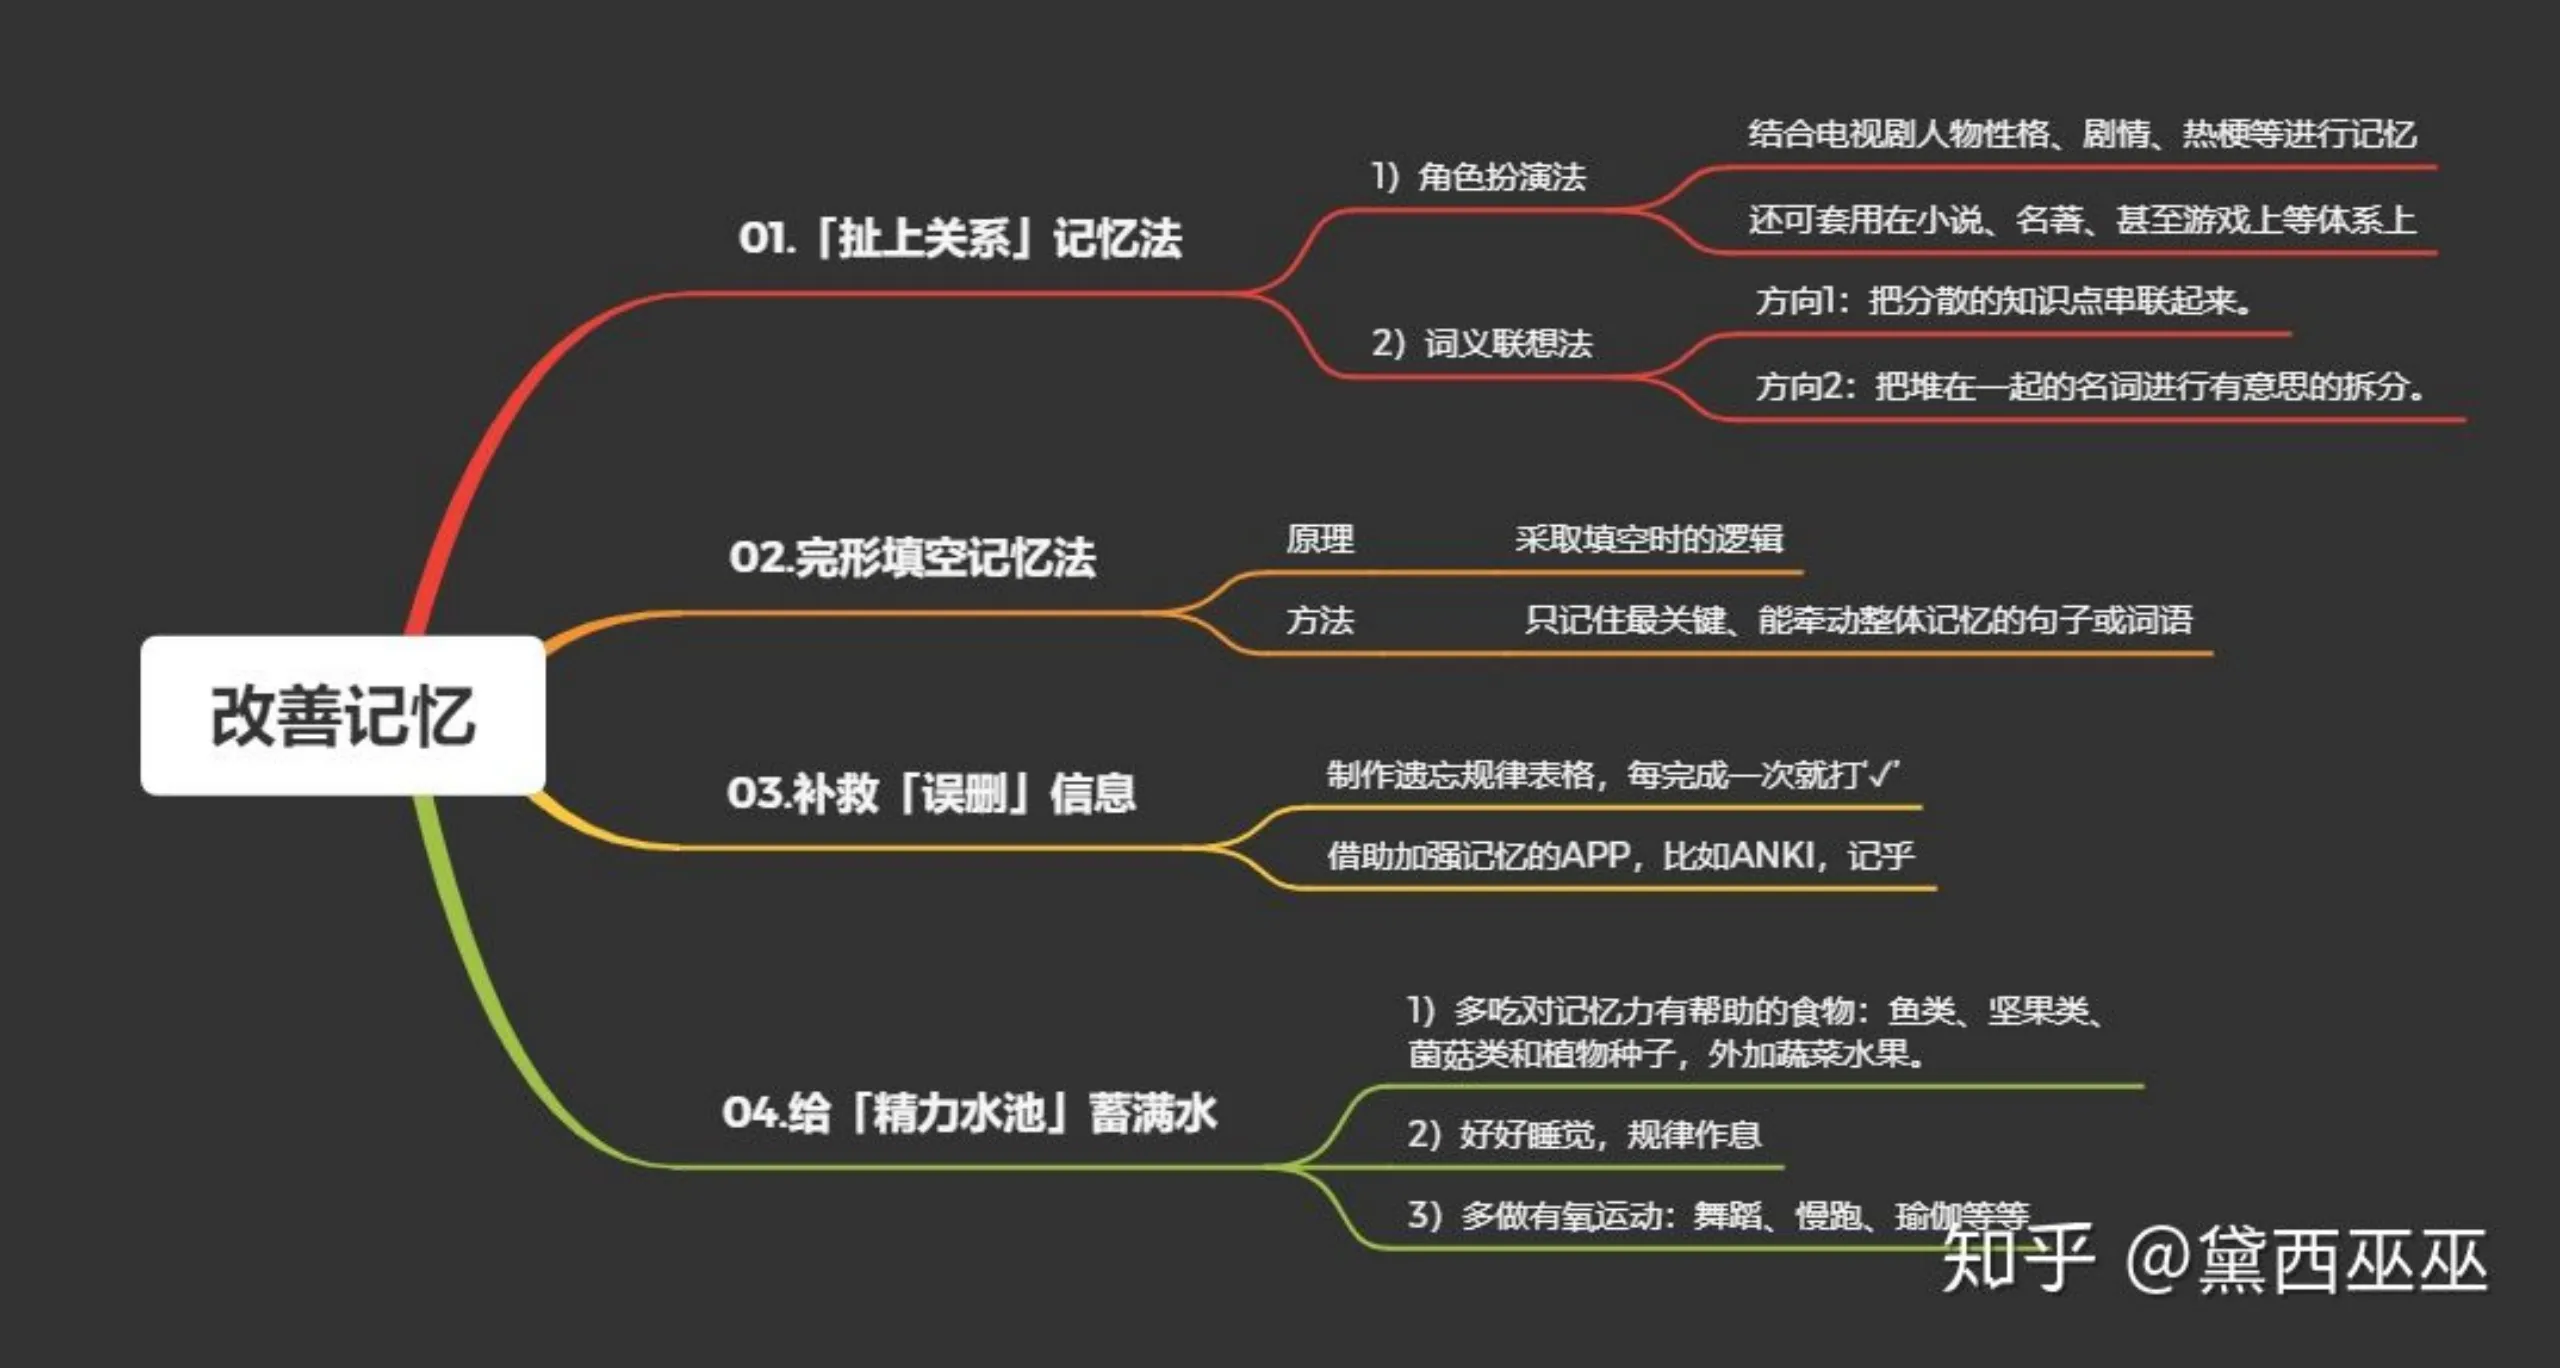 改善记忆
01.「扯上关系」记忆法
1）角色扮演法
结合电视剧人物性格、剧情、热梗等进行记忆
还可套用在小说、名著、甚至游戏上等体系上
2）词义联想法
方向1：把分散的知识点串联起来。
方向2：把堆在一起的名词进行有意思的拆分。
02.完形填空记忆法
原理
采取填空时的逻辑
方法
只记住最关键、能牵动整体记忆的句子或词语
03.补救「误删」信息
制作遗忘规律表格，每完成一次就打‘✓’
借助加强记忆的APP，比如ANKI，记乎
04.给「精力水池」蓄满水
1）多吃对记忆力有帮助的食物：鱼类、坚果类、
菌菇类和植物种子，外加蔬菜水果。
2）好好睡觉，规律作息
3）多做有氧运动：舞蹈、慢跑、瑜伽等等
知乎 @黛西巫巫